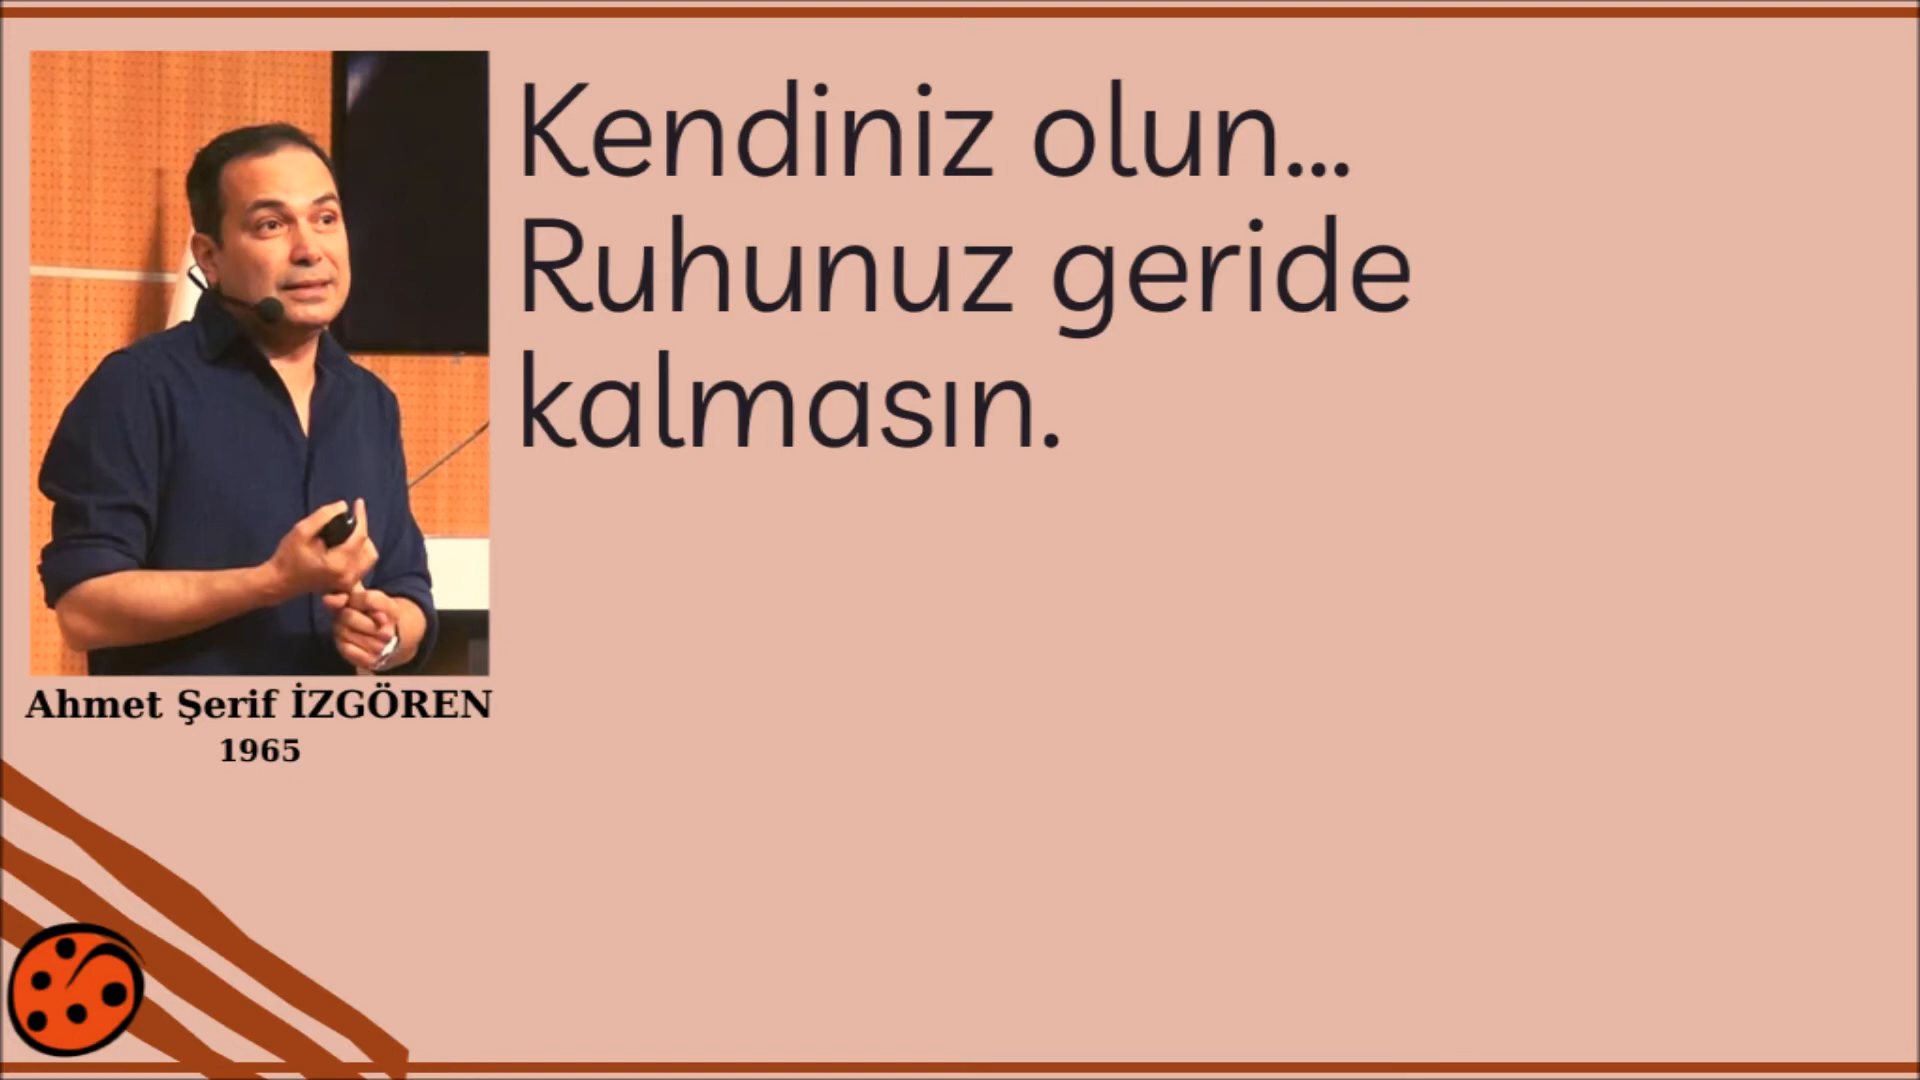 Kendiniz olun...
Ruhunuz geride
kalmasın.
Ahmet Şerif İZGÖREN
1965